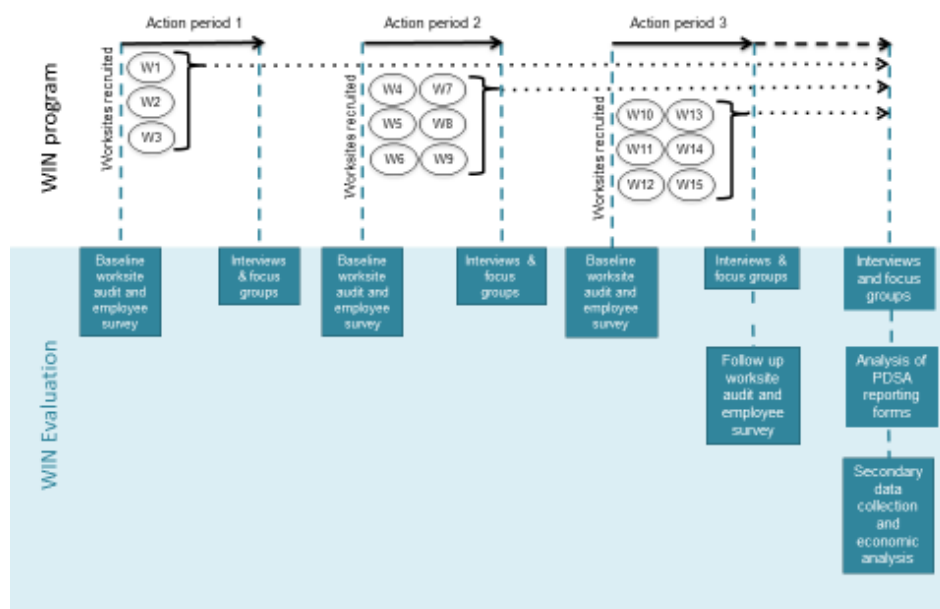 Action period 1
Action period 2
Action period 3
WIN program
Worksites recruited
W1
W2
W3
Worksites recruited
W4
W7
W5
W8
W6
W9
Worksites recruited
W10
W13
W11
W14
W12
W15
WIN Evaluation
Baseline
worksite
audit and
employee
survey
Interviews
& focus
groups
Baseline
worksite
audit and
employee
survey
Interviews &
focus
groups
Baseline
worksite
audit and
employee
survey
Interviews &
focus groups
Follow up
worksite
audit and
employee
survey
Interviews
and focus
groups
Analysis of
PDSA
reporting
forms
Secondary
data
collection
and
economic
analysis